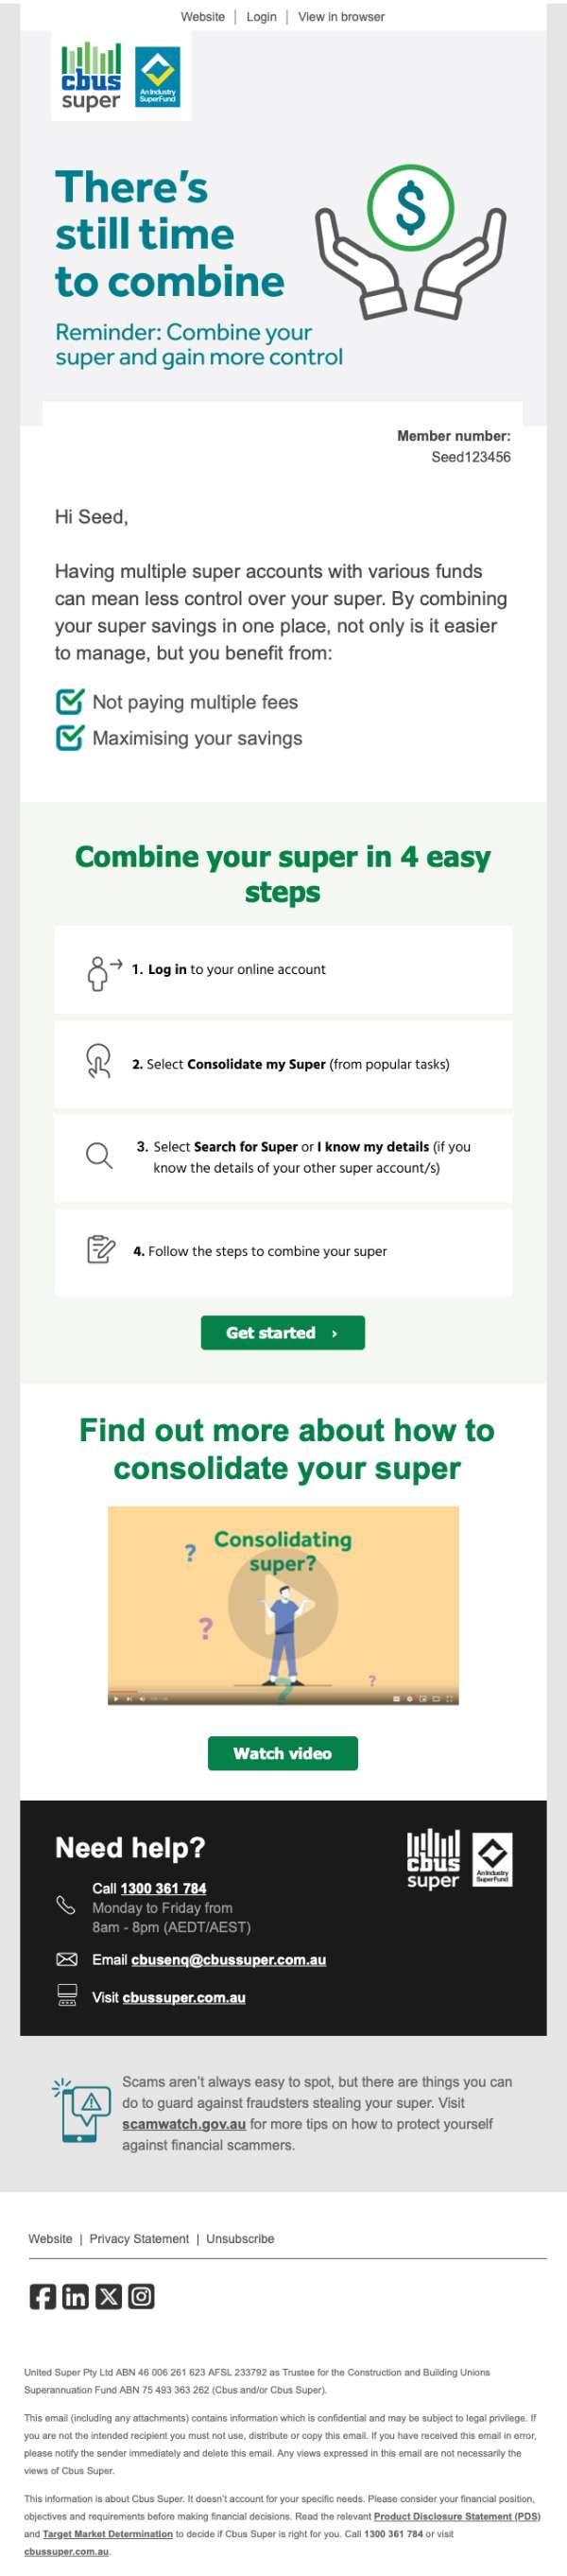 Website | Login | View in browser
cbus
super
An Industry
SuperFund
There's
still time
to combine
$
Reminder: Combine your
super and gain more control
Member number:
Seed123456
Hi Seed,
Having multiple super accounts with various funds
can mean less control over your super. By combining
your super savings in one place, not only is it easier
to manage, but you benefit from:
Not paying multiple fees
Maximising your savings
Combine your super in 4 easy
steps
1. Log in to your online account
2. Select Consolidate my Super (from popular tasks)
3. Select Search for Super or I know my details (if you
know the details of your other super account/s)
4. Follow the steps to combine your super
Get started ›
Find out more about how to
consolidate your super
Consolidating
super?
? ? ? ?
Watch video
Need help?
cbus
super
An Industry
SuperFund
Call 1300 361 784
Monday to Friday from
8am - 8pm (AEDT/AEST)
Email cbusenq@cbussuper.com.au
Visit cbussuper.com.au
Scams aren't always easy to spot, but there are things you can
do to guard against fraudsters stealing your super. Visit
scamwatch.gov.au for more tips on how to protect yourself
against financial scammers.
Website | Privacy Statement | Unsubscribe
United Super Pty Ltd ABN 46 006 261 623 AFSL 233792 as Trustee for the Construction and Building Unions
Superannuation Fund ABN 75 493 363 262 (Cbus and/or Cbus Super).
This email (including any attachments) contains information which is confidential and may be subject to legal privilege. If
you are not the intended recipient you must not use, distribute or copy this email. If you have received this email in error,
please notify the sender immediately and delete this email. Any views expressed in this email are not necessarily the
views of Cbus Super.
This information is about Cbus Super. It doesn't account for your specific needs. Please consider your financial position,
objectives and requirements before making financial decisions. Read the relevant Product Disclosure Statement (PDS)
and Target Market Determination to decide if Cbus Super is right for you. Call 1300 361 784 or visit
cbussuper.com.au.